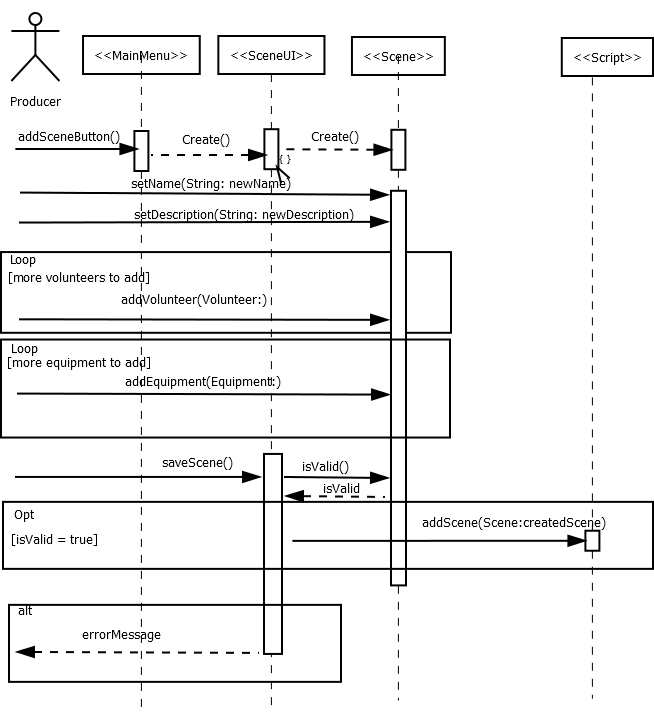 <<MainMenu>>
<<SceneUI>>
<<Scene>>
<<Script>>
Producer
addSceneButton()
Create()
Create()
{ }
setName(String: newName)
setDescription(String: newDescription)
Loop
[more volunteers to add]
addVolunteer(Volunteer:)
Loop
[more equipment to add]
addEquipment(Equipment:)
saveScene()
isValid()
isValid
Opt
addScene(Scene:createdScene)
[isValid = true]
alt
errorMessage